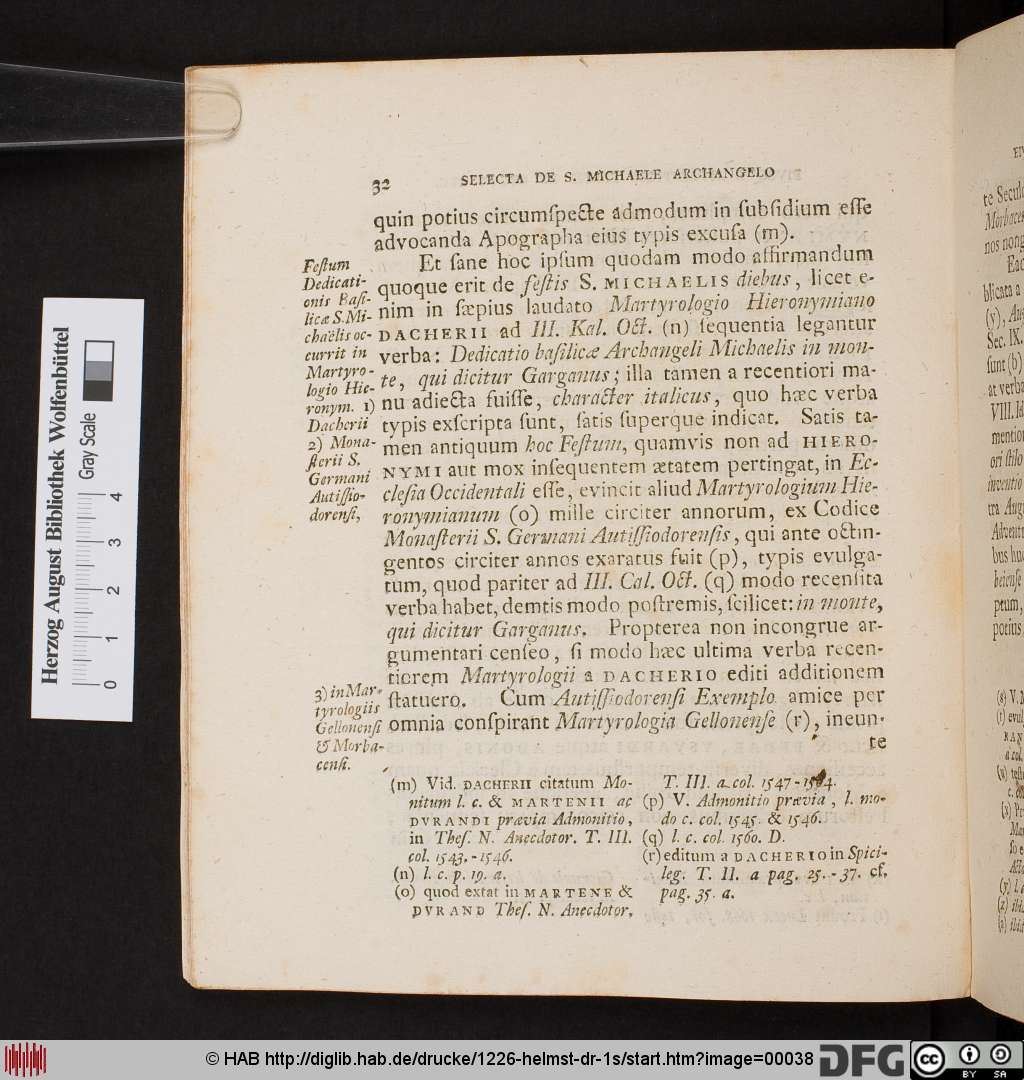 32 SELECTA DE S. MICHAELE ARCHANGELO
quin potius circumſpecte admodum in ſubſidium eſſe
advocanda Apographa eius typis excuſa (m).
Et ſane hoc ipſum quodam modo affirmandum
quoque erit de feſtis S. MICHAELIS diebus, licet e-
nim in ſæpius laudato Martyrologio Hieronymiano
DACHERII ad III. Kal. Oct. (n) ſequentia legantur
verba: Dedicatio baſilicæ Archangeli Michaelis in mon-
te, qui dicitur Garganus; illa tamen a recentiori ma-
nu adiecta fuiſſe, character italicus, quo hæc verba
typis exſcripta ſunt, ſatis ſuperque indicat. Satis ta-
men antiquum hoc Feſtum, quamvis non ad HIERO-
NYMI aut mox inſequentem ætatem pertingat, in Ec-
cleſia Occidentali eſſe, evincit aliud Martyrologium Hie-
ronymianum (o) mille circiter annorum, ex Codice
Monaſterii S. Germani Autiſſiodorenſis, qui ante octin-
gentos circiter annos exaratus fuit (p), typis evulga-
tum, quod pariter ad III. Cal. Oct. (q) modo recenſita
verba habet, demtis modo poſtremis, ſcilicet: in monte,
qui dicitur Garganus. Propterea non incongrue ar-
gumentari cenſeo, ſi modo hæc ultima verba recen-
tiorem Martyrologii a DACHERIO editi additionem
ſtatuero. Cum Autiſſiodorenſi Exemplo amice per
omnia conſpirant Martyrologia Gellonenſe (r), ineun-
te
Feſtum
Dedicati-
onis Baſi-
licæ S. Mi-
chaëlis oc-
currit in
Martyro-
logio Hie-
ronym. 1)
Dacherii
2) Mona-
ſterii S.
Germani
Autiſſio-
dorenſi,
3) in Mar-
tyrologiis
Gellonenſi
& Morba-
cenſi.
(m) Vid. DACHERII citatum Mo-
nitum l. c. & MARTENII ac
DVRANDI prævia Admonitio,
in Theſ. N. Anecdotor. T. III.
col. 1543. - 1546.
(n) l. c. p. 19. a.
(o) quod extat in MARTENE &
DVRAND Theſ. N. Anecdotor.
T. III. a col. 1547 - 1564.
(p) V. Admonitio prævia, l. mo-
do c. col. 1545. & 1546.
(q) l. c. col. 1560. D.
(r) editum a DACHERIO in Spici-
leg. T. II. a pag. 25. - 37. cf.
pag. 35. a.
Herzog August Bibliothek Wolfenbüttel
Gray Scale
0 1 2 3 4
© HAB http://diglib.hab.de/drucke/1226-helmst-dr-1s/start.htm?image=00038
DFG
cc BY SA